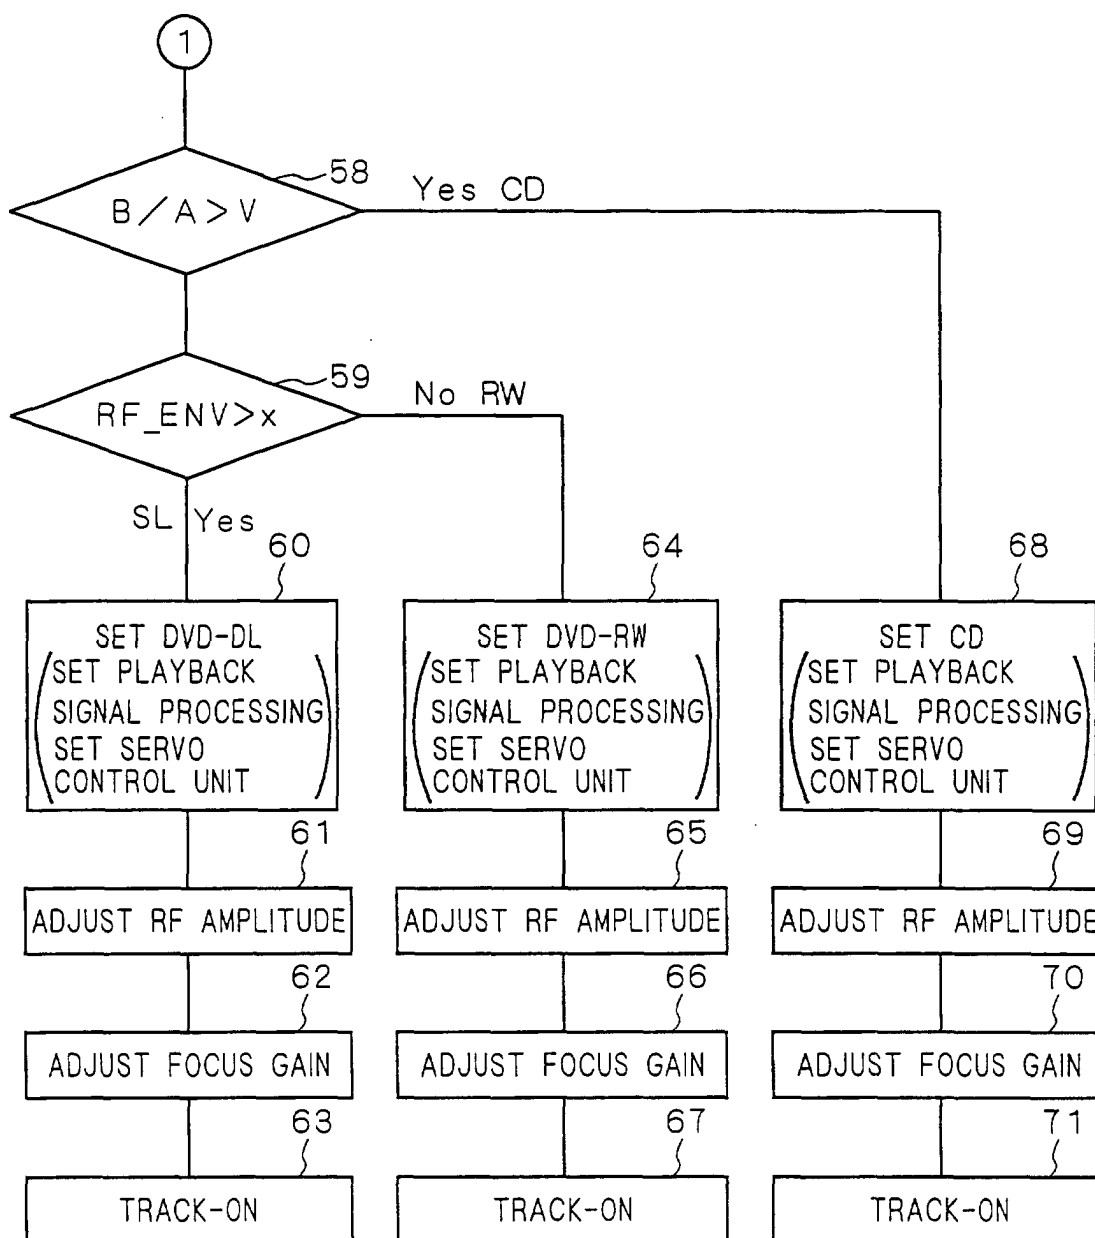 1
58
B/A>V
Yes CD
59
RF_ENV>x
No RW
SL Yes
60
SET DVD-DL
SET PLAYBACK
SIGNAL PROCESSING
SET SERVO
CONTROL UNIT
64
SET DVD-RW
SET PLAYBACK
SIGNAL PROCESSING
SET SERVO
CONTROL UNIT
68
SET CD
SET PLAYBACK
SIGNAL PROCESSING
SET SERVO
CONTROL UNIT
61
ADJUST RF AMPLITUDE
65
ADJUST RF AMPLITUDE
69
ADJUST RF AMPLITUDE
62
ADJUST FOCUS GAIN
66
ADJUST FOCUS GAIN
70
ADJUST FOCUS GAIN
63
TRACK-ON
67
TRACK-ON
71
TRACK-ON